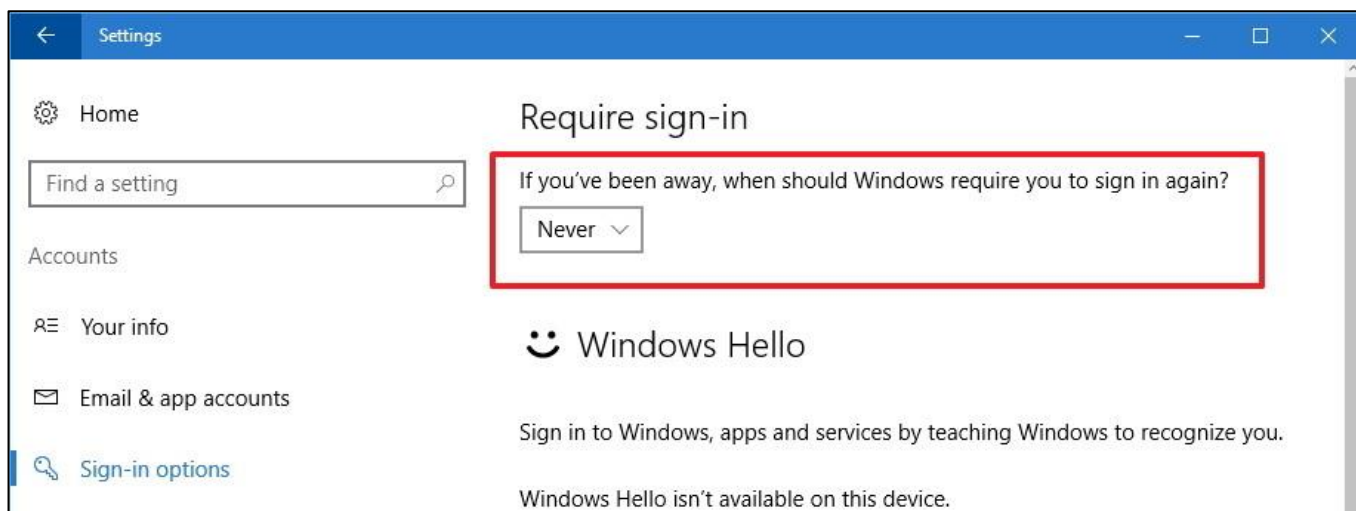 Settings
Home
Find a setting
Accounts
Your info
Email & app accounts
Sign-in options
Require sign-in
If you've been away, when should Windows require you to sign in again?
Never
Windows Hello
Sign in to Windows, apps and services by teaching Windows to recognize you.
Windows Hello isn't available on this device.